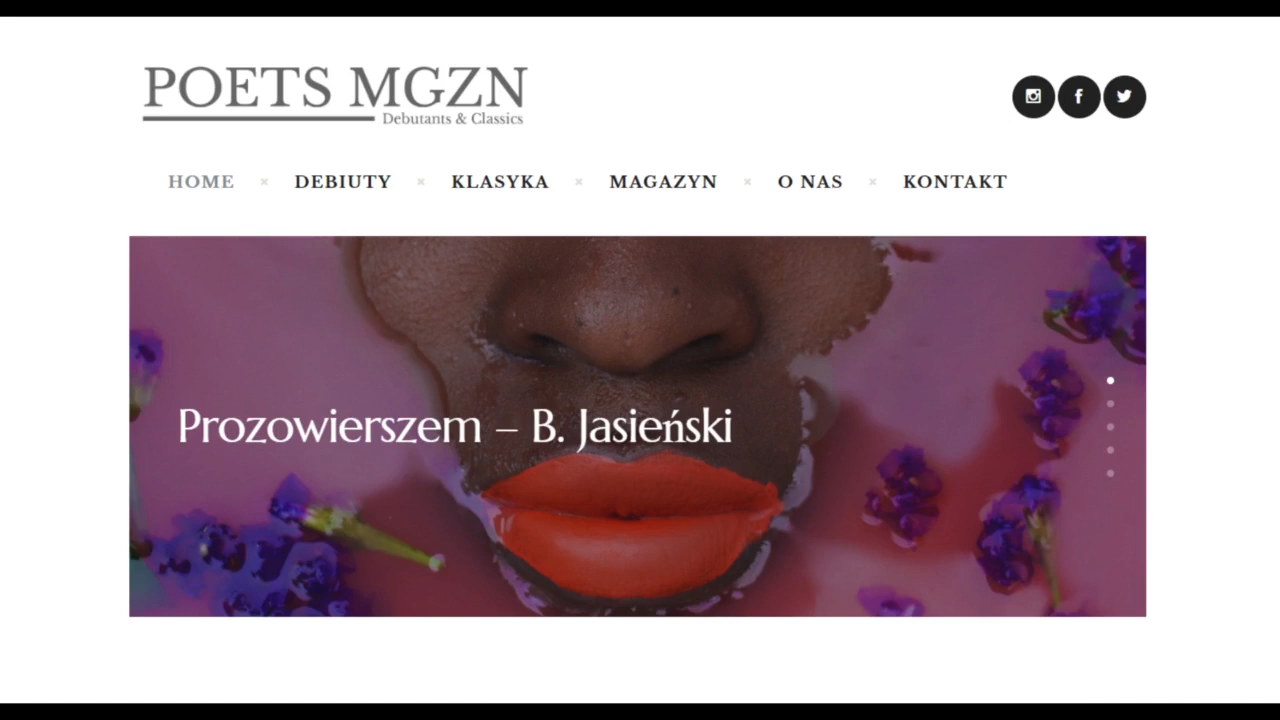 POETS MGZN
Debutants & Classics
HOME × DEBIUTY × KLASYKA × MAGAZYN × O NAS × KONTAKT
Prozowierszem – B. Jasieński